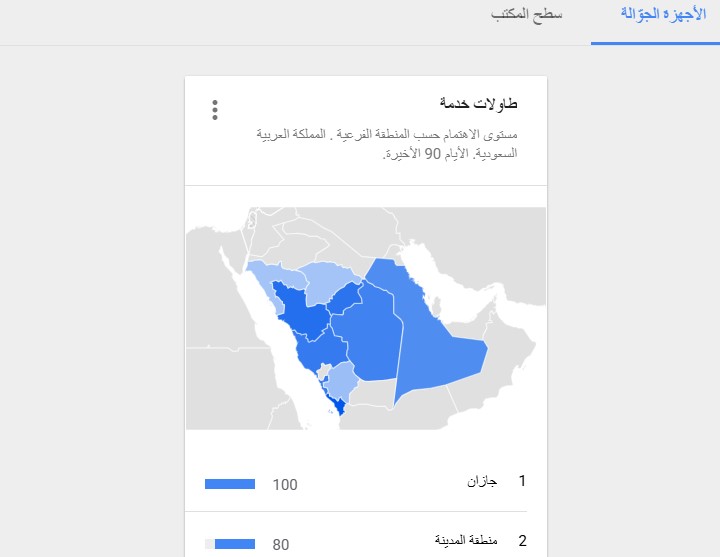 الأجهزة الجوّالة
سطح المكتب
طاولات خدمة
مستوى الاهتمام حسب المنطقة الفرعية . المملكة العربية
السعودية. الأيام 90 الأخيرة.
1 جازان 100
2 منطقة المدينة 80